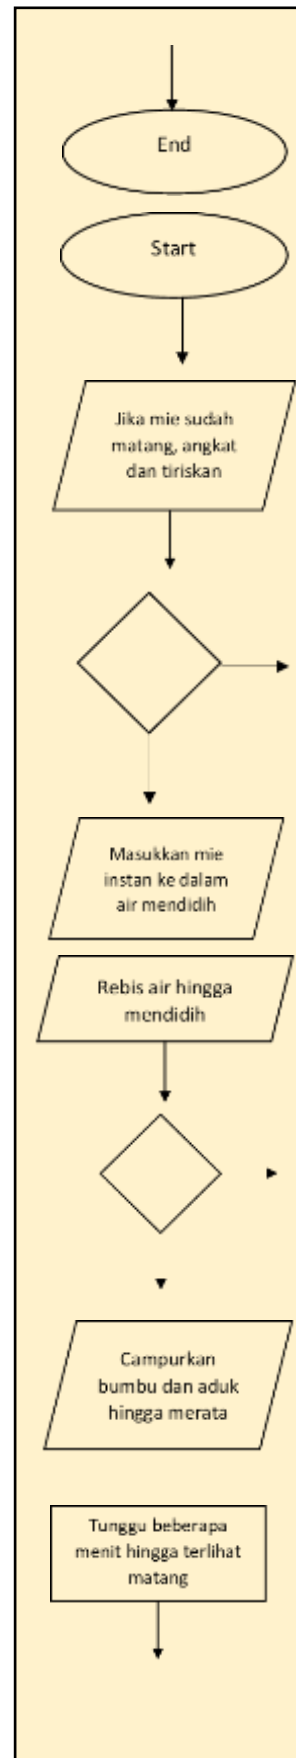 End
Start
Jika mie sudah
matang, angkat
dan tiriskan
Masukkan mie
instan ke dalam
air mendidih
Rebis air hingga
mendidih
Campurkan
bumbu dan aduk
hingga merata
Tunggu beberapa
menit hingga terlihat
matang